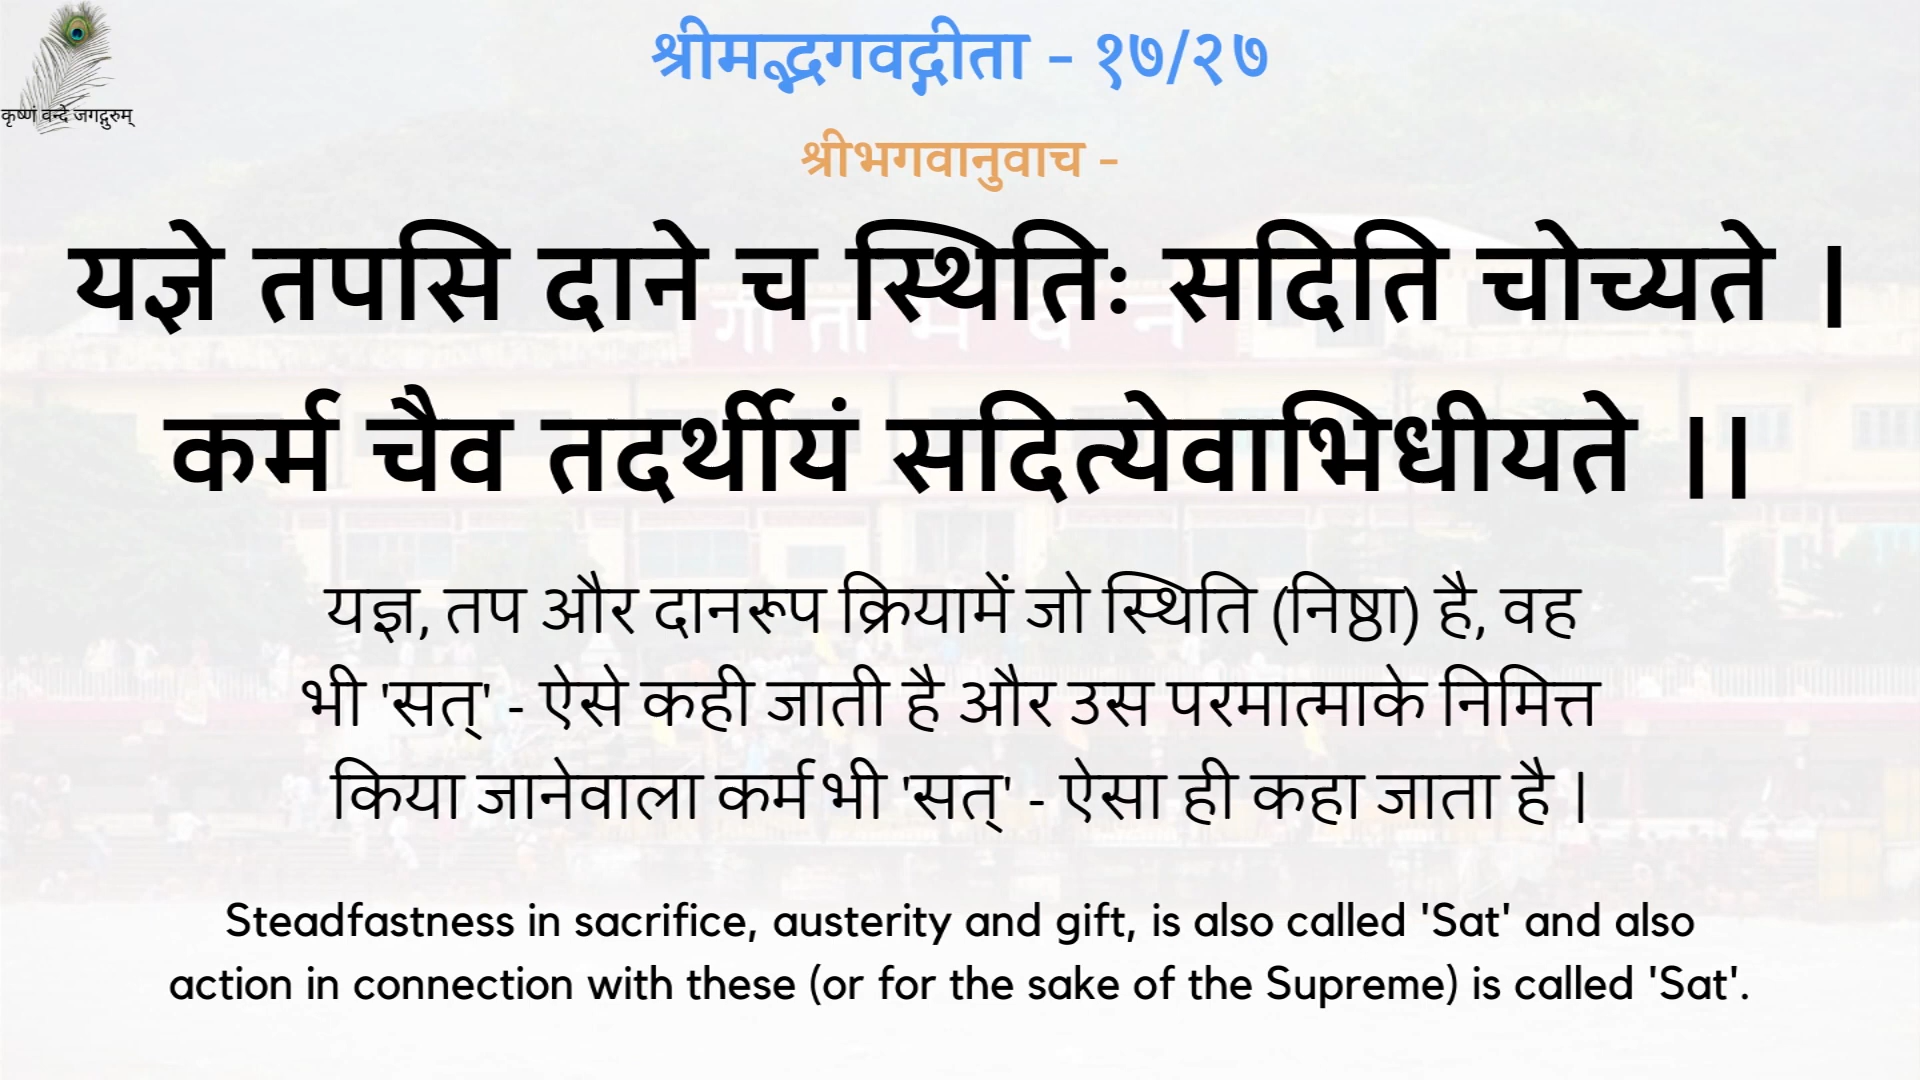 श्रीमद्भगवद्गीता - १७/२७
कृष्णं वन्दे जगद्गुरुम्
श्रीभगवानुवाच -
यज्ञे तपसि दाने च स्थितिः सदिति चोच्यते ।
गीता भवन
कर्म चैव तदर्थीयं सदित्येवाभिधीयते ।।
यज्ञ, तप और दानरूप क्रियामें जो स्थिति (निष्ठा) है, वह
भी 'सत्' - ऐसे कही जाती है और उस परमात्माके निमित्त
किया जानेवाला कर्म भी 'सत्' - ऐसा ही कहा जाता है ।
Steadfastness in sacrifice, austerity and gift, is also called 'Sat' and also
action in connection with these (or for the sake of the Supreme) is called 'Sat'.